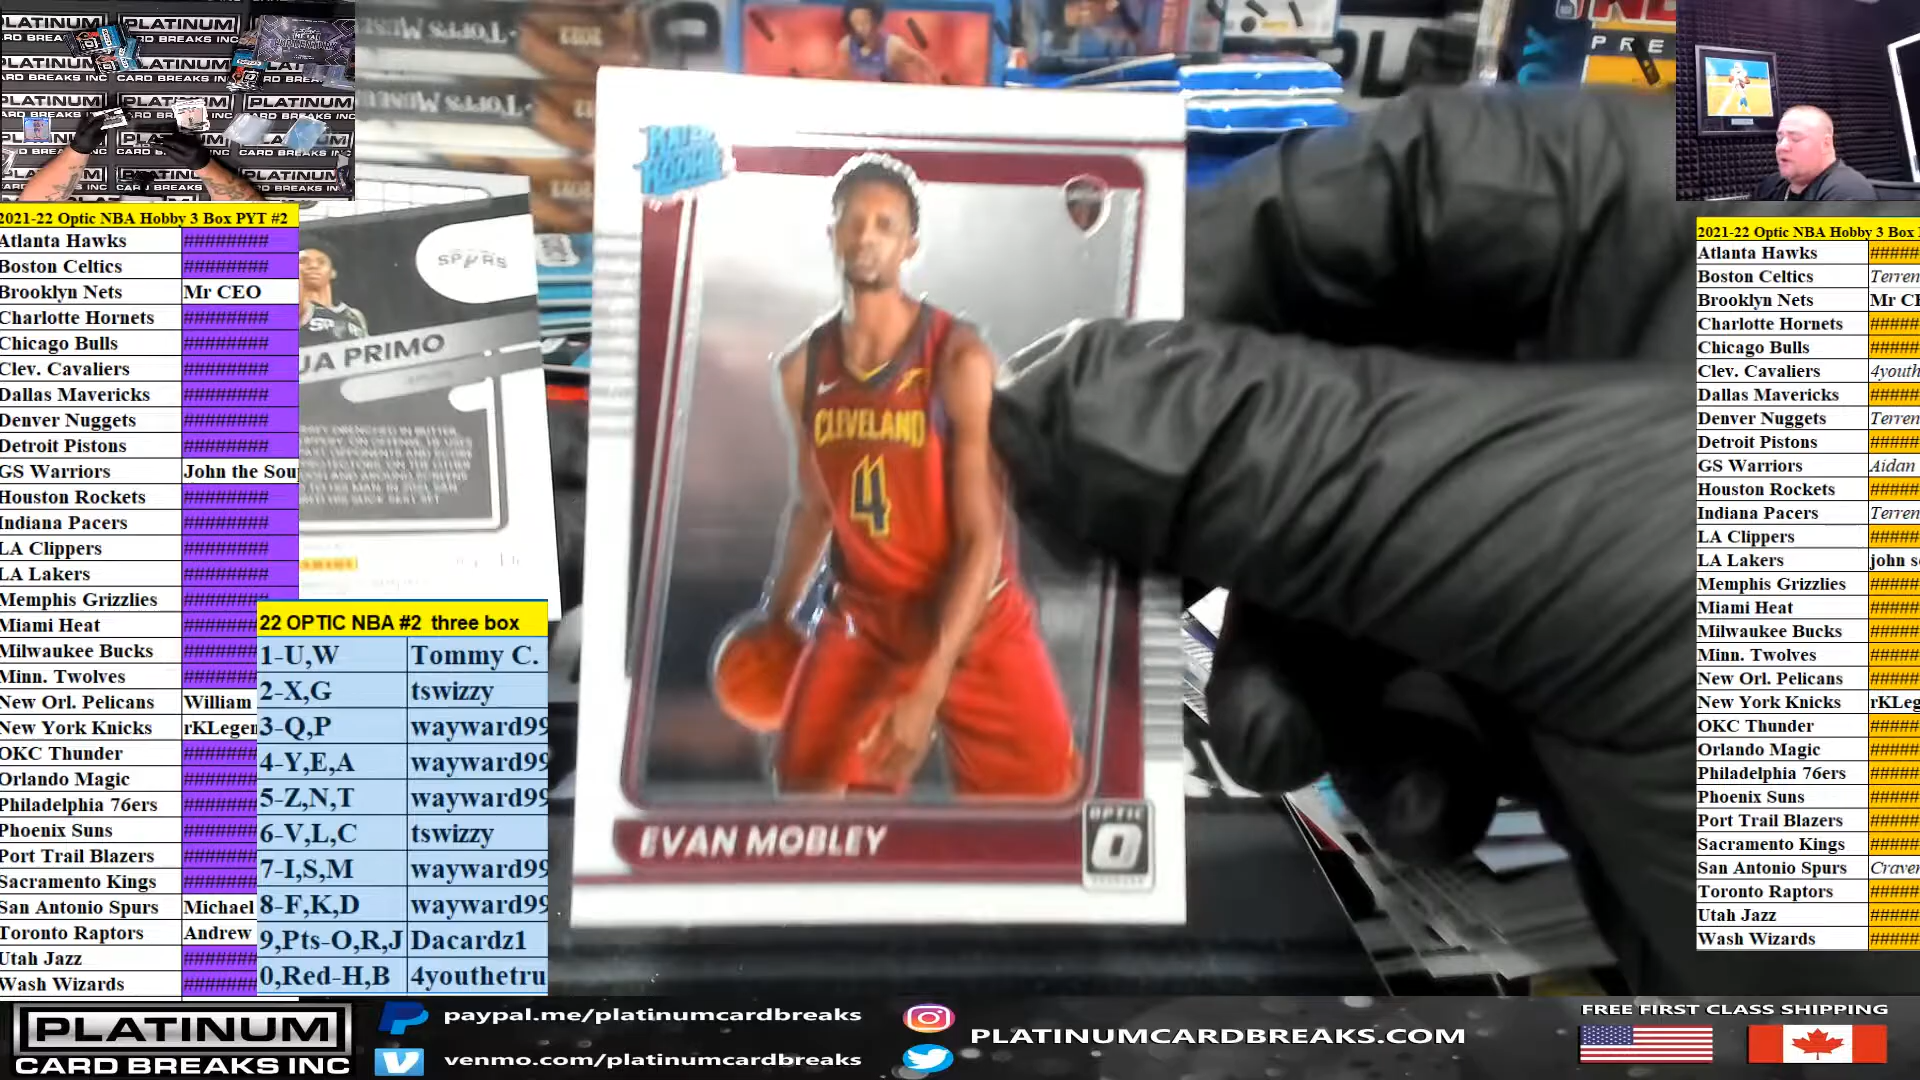 PLATINUM
CARD BREAKS INC
2021-22 Optic NBA Hobby 3 Box PYT #2
Atlanta Hawks ########
Boston Celtics ########
Brooklyn Nets Mr CEO
Charlotte Hornets ########
Chicago Bulls ########
Clev. Cavaliers ########
Dallas Mavericks ########
Denver Nuggets ########
Detroit Pistons ########
GS Warriors John the Sou
Houston Rockets ########
Indiana Pacers ########
LA Clippers ########
LA Lakers ########
Memphis Grizzlies ########
Miami Heat ########
Milwaukee Bucks
Minn. Twolves
New Orl. Pelicans William
New York Knicks rKLegen
OKC Thunder
Orlando Magic
Philadelphia 76ers
Phoenix Suns
Port Trail Blazers
Sacramento Kings
San Antonio Spurs Michael
Toronto Raptors Andrew
Utah Jazz
Wash Wizards
22 OPTIC NBA #2 three box
1-U,W Tommy C.
2-X,G tswizzy
3-Q,P wayward99
4-Y,E,A wayward99
5-Z,N,T wayward99
6-V,L,C tswizzy
7-I,S,M wayward99
8-F,K,D wayward99
9,Pts-O,R,J Dacardz1
0,Red-H,B 4youthetru
SPURS
UA PRIMO
RATED ROOKIE
CLEVELAND
4
EVAN MOBLEY
OPTIC
TOPPS MUSEUM
2021-22 Optic NBA Hobby 3 Box
Atlanta Hawks #####
Boston Celtics Terren
Brooklyn Nets Mr CE
Charlotte Hornets #####
Chicago Bulls #####
Clev. Cavaliers 4youth
Dallas Mavericks #####
Denver Nuggets Terren
Detroit Pistons #####
GS Warriors Aidan
Houston Rockets #####
Indiana Pacers Terren
LA Clippers #####
LA Lakers john s
Memphis Grizzlies #####
Miami Heat #####
Milwaukee Bucks #####
Minn. Twolves #####
New Orl. Pelicans #####
New York Knicks rKLeg
OKC Thunder #####
Orlando Magic #####
Philadelphia 76ers #####
Phoenix Suns #####
Port Trail Blazers #####
Sacramento Kings #####
San Antonio Spurs Craver
Toronto Raptors #####
Utah Jazz #####
Wash Wizards #####
PLATINUM
CARD BREAKS INC
paypal.me/platinumcardbreaks
venmo.com/platinumcardbreaks
PLATINUMCARDBREAKS.COM
FREE FIRST CLASS SHIPPING